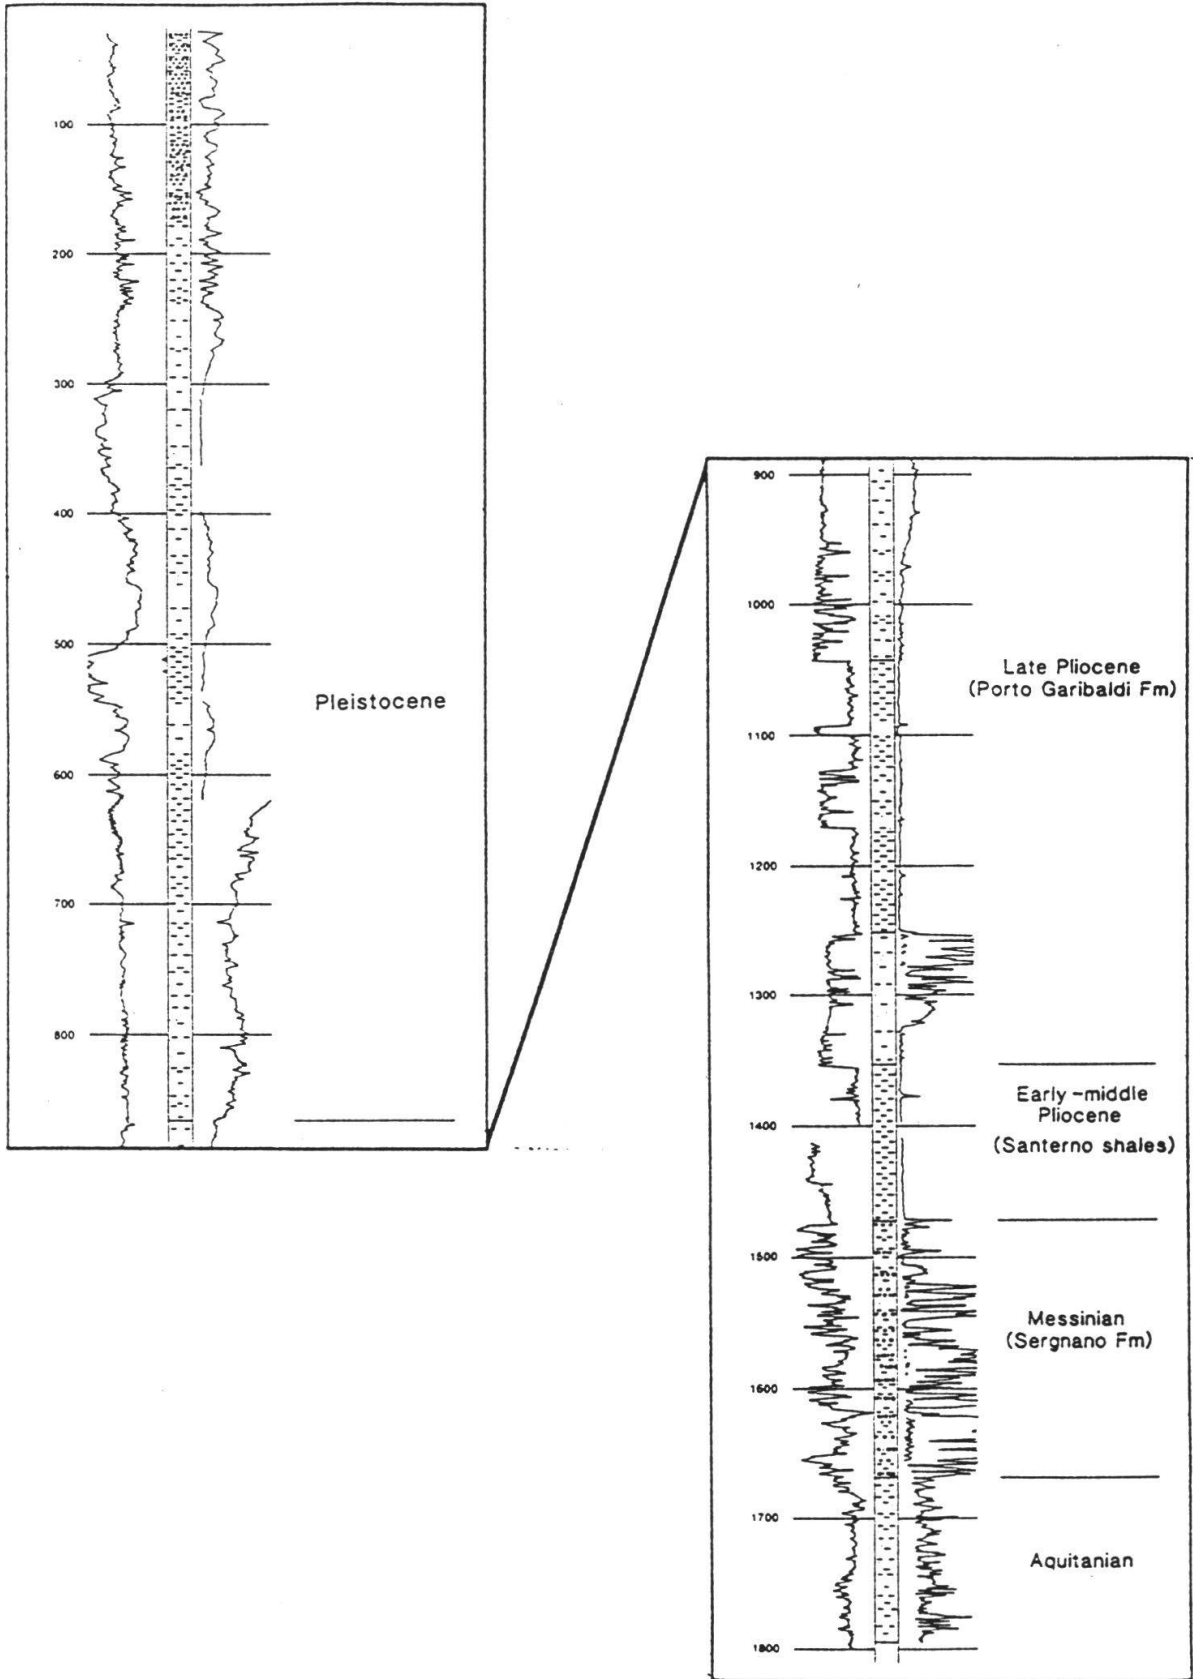 100
200
300
400
500
600
700
800
Pleistocene
900
1000
1100
1200
1300
1400
1500
1600
1700
1800
Late Pliocene
(Porto Garibaldi Fm)
Early-middle
Pliocene
(Santerno shales)
Messinian
(Sergnano Fm)
Aquitanian